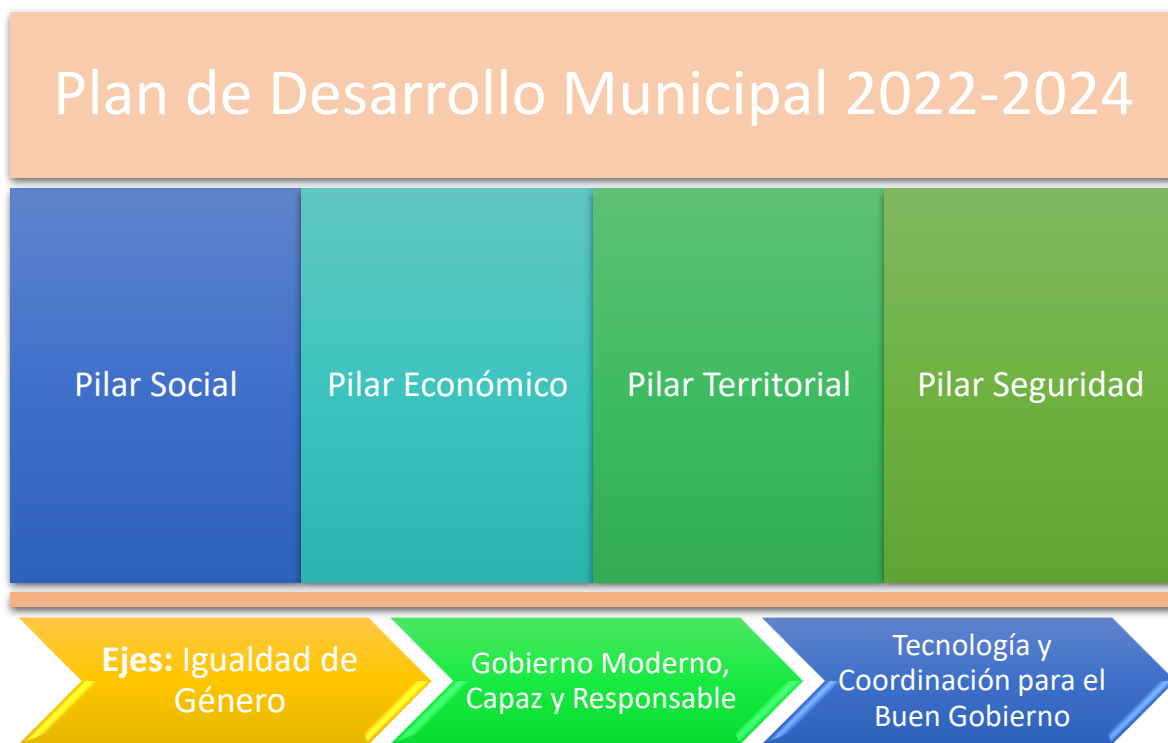 Plan de Desarrollo Municipal 2022-2024
Pilar Social
Pilar Económico
Pilar Territorial
Pilar Seguridad
Ejes: Igualdad de
Género
Gobierno Moderno,
Capaz y Responsable
Tecnología y
Coordinación para el
Buen Gobierno